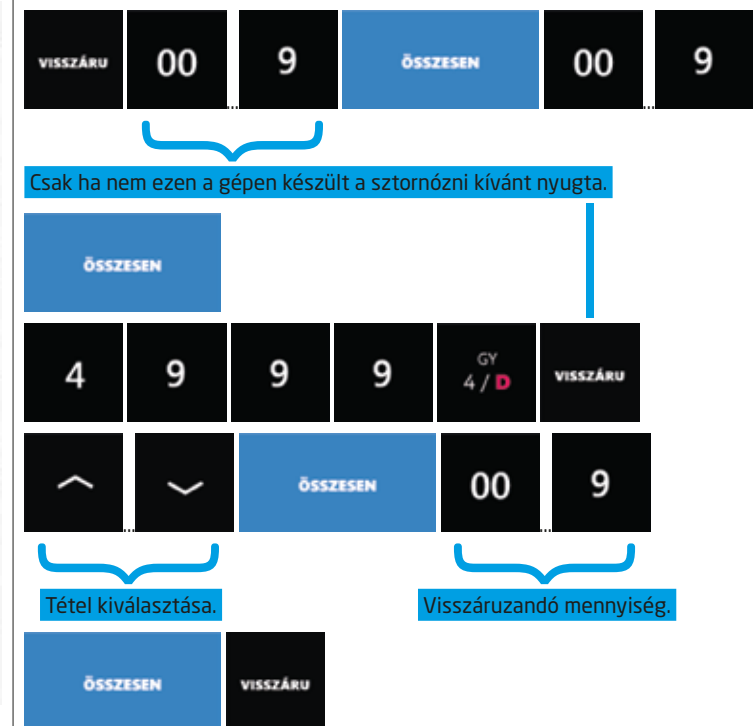 VISSZÁRU 00 ... 9 ÖSSZESEN 00 ... 9
Csak ha nem ezen a gépen készült a sztornózni kívánt nyugta.
ÖSSZESEN
4 9 9 9 GY 4 / D VISSZÁRU
... ÖSSZESEN 00 ... 9
Tétel kiválasztása. Visszáruzandó mennyiség.
ÖSSZESEN VISSZÁRU